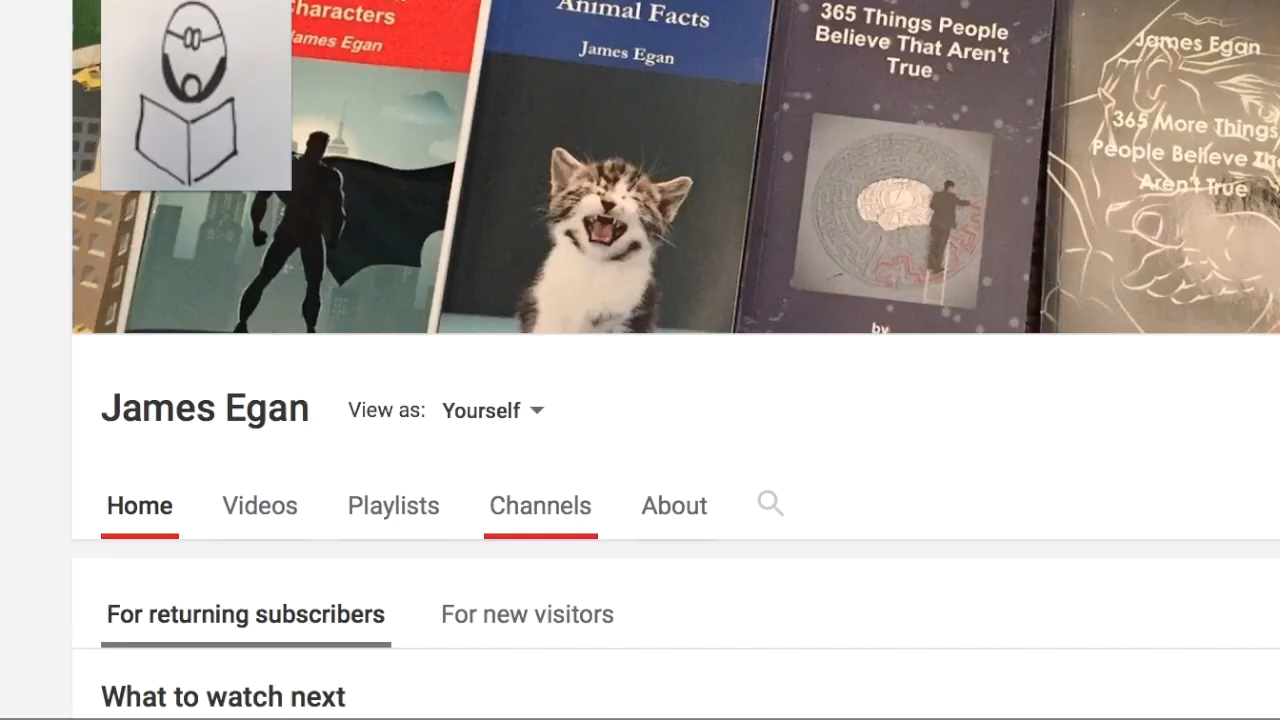 Characters
James Egan
Animal Facts
James Egan
365 Things People
Believe That Aren't
True
by
James Egan
365 More Things
People Believe
Aren't True
James Egan
View as: Yourself
Home Videos Playlists Channels About
For returning subscribers For new visitors
What to watch next